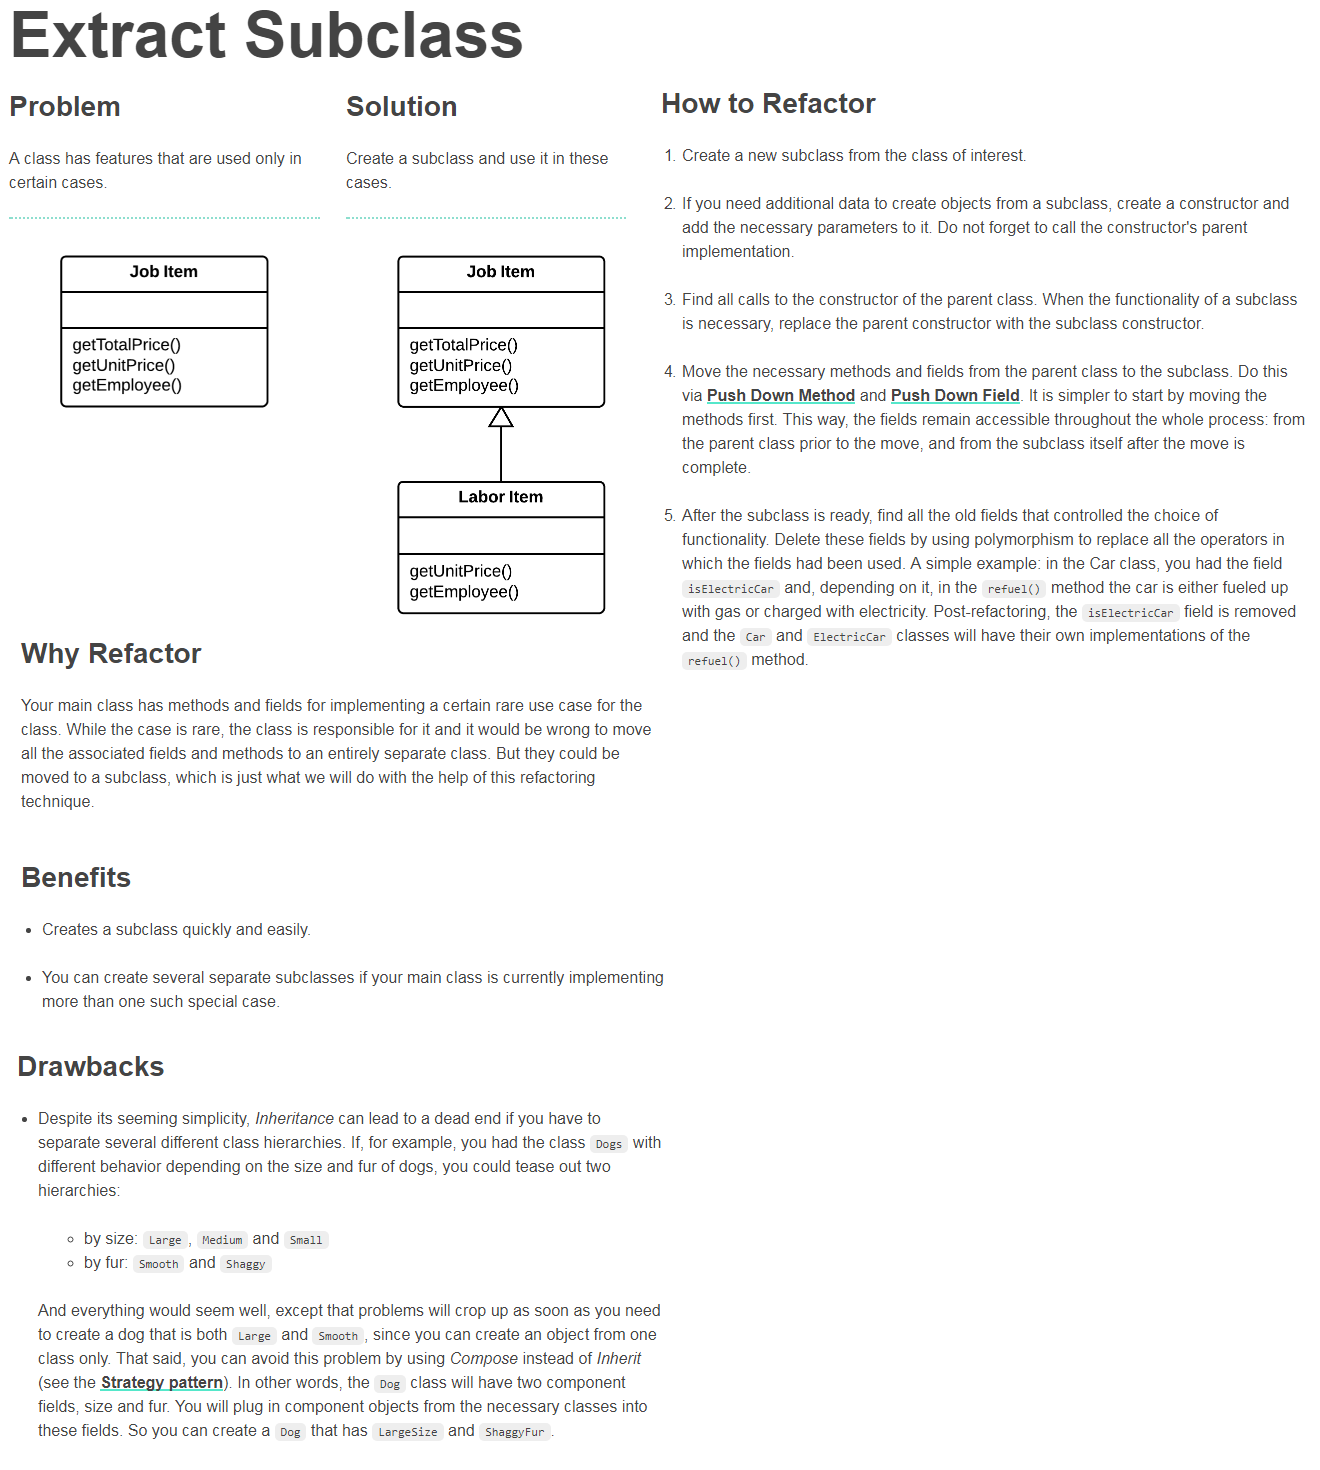 Extract Subclass
Problem
A class has features that are used only in
certain cases.
Job Item
getTotalPrice()
getUnitPrice()
getEmployee()
Solution
Create a subclass and use it in these
cases.
Job Item
getTotalPrice()
getUnitPrice()
getEmployee()
Labor Item
getUnitPrice()
getEmployee()
Why Refactor
Your main class has methods and fields for implementing a certain rare use case for the
class. While the case is rare, the class is responsible for it and it would be wrong to move
all the associated fields and methods to an entirely separate class. But they could be
moved to a subclass, which is just what we will do with the help of this refactoring
technique.
Benefits
• Creates a subclass quickly and easily.
• You can create several separate subclasses if your main class is currently implementing
more than one such special case.
Drawbacks
• Despite its seeming simplicity, Inheritance can lead to a dead end if you have to
separate several different class hierarchies. If, for example, you had the class Dogs with
different behavior depending on the size and fur of dogs, you could tease out two
hierarchies:
◦ by size: Large, Medium and Small
◦ by fur: Smooth and Shaggy
And everything would seem well, except that problems will crop up as soon as you need
to create a dog that is both Large and Smooth, since you can create an object from one
class only. That said, you can avoid this problem by using Compose instead of Inherit
(see the Strategy pattern). In other words, the Dog class will have two component
fields, size and fur. You will plug in component objects from the necessary classes into
these fields. So you can create a Dog that has LargeSize and ShaggyFur.
How to Refactor
1. Create a new subclass from the class of interest.
2. If you need additional data to create objects from a subclass, create a constructor and
add the necessary parameters to it. Do not forget to call the constructor's parent
implementation.
3. Find all calls to the constructor of the parent class. When the functionality of a subclass
is necessary, replace the parent constructor with the subclass constructor.
4. Move the necessary methods and fields from the parent class to the subclass. Do this
via Push Down Method and Push Down Field. It is simpler to start by moving the
methods first. This way, the fields remain accessible throughout the whole process: from
the parent class prior to the move, and from the subclass itself after the move is
complete.
5. After the subclass is ready, find all the old fields that controlled the choice of
functionality. Delete these fields by using polymorphism to replace all the operators in
which the fields had been used. A simple example: in the Car class, you had the field
isElectricCar and, depending on it, in the refuel() method the car is either fueled up
with gas or charged with electricity. Post-refactoring, the isElectricCar field is removed
and the Car and ElectricCar classes will have their own implementations of the
refuel() method.